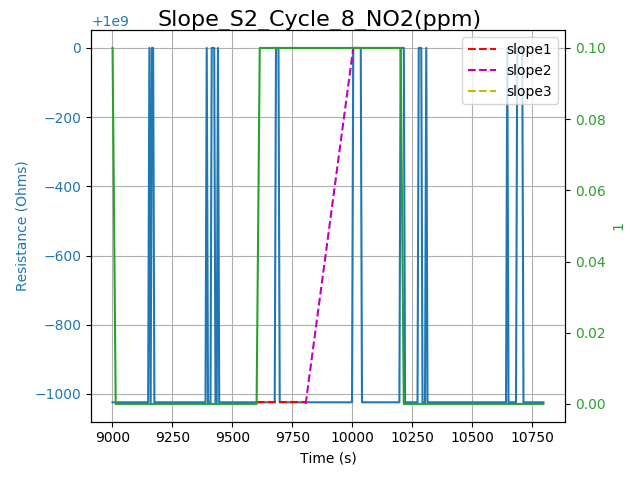 Slope_S2_Cycle_8_NO2(ppm)
+1e9
0
−200
−400
−600
−800
−1000
Resistance (Ohms)
0.10
0.08
0.06
0.04
0.02
0.00
1
slope1
slope2
slope3
9000 9250 9500 9750 10000 10250 10500 10750
Time (s)